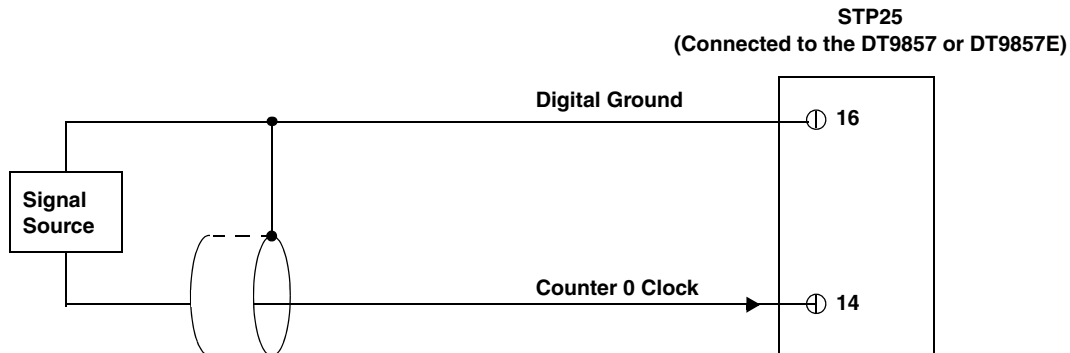 STP25
(Connected to the DT9857 or DT9857E)
Digital Ground
16
Signal
Source
Counter 0 Clock
14